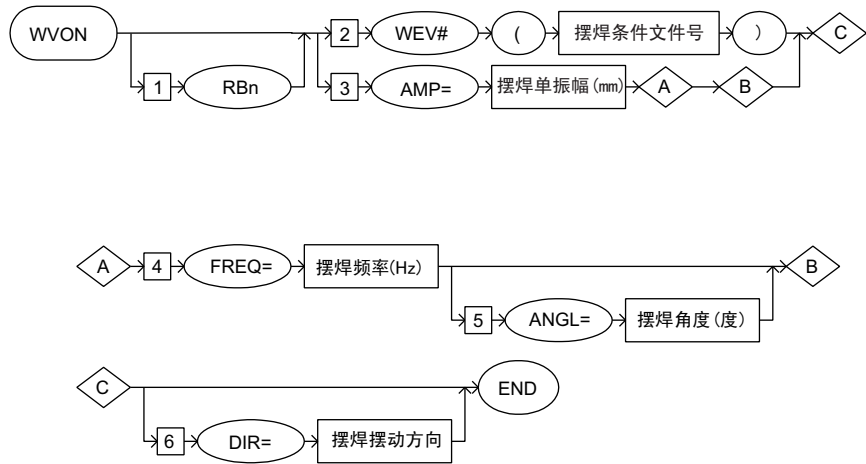 WVON
2 WEV# ( 摆焊条件文件号 ) C
1 RBn
3 AMP= 摆焊单振幅(mm) A B
A 4 FREQ= 摆焊频率(Hz) B
5 ANGL= 摆焊角度(度)
C END
6 DIR= 摆焊摆动方向